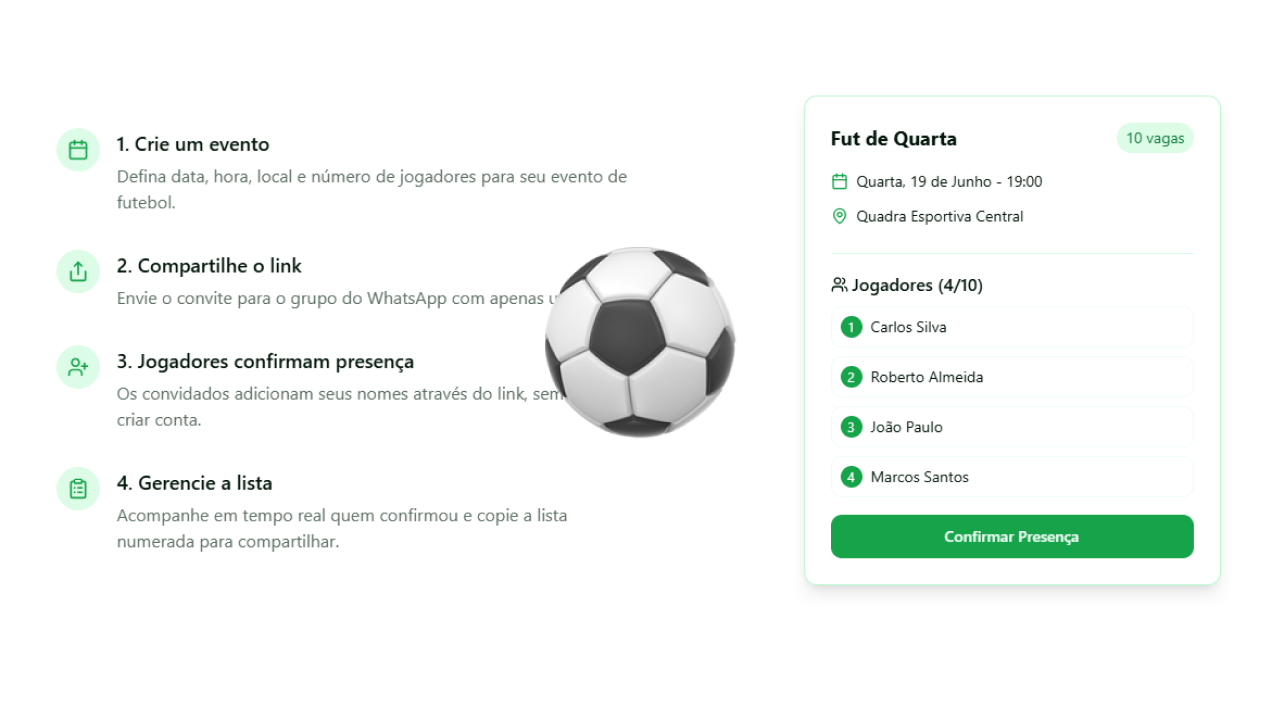 1. Crie um evento
Defina data, hora, local e número de jogadores para seu evento de
futebol.
2. Compartilhe o link
Envie o convite para o grupo do WhatsApp com apenas
3. Jogadores confirmam presença
Os convidados adicionam seus nomes através do link, sem
criar conta.
4. Gerencie a lista
Acompanhe em tempo real quem confirmou e copie a lista
numerada para compartilhar.
Fut de Quarta
10 vagas
Quarta, 19 de Junho - 19:00
Quadra Esportiva Central
Jogadores (4/10)
1 Carlos Silva
2 Roberto Almeida
3 João Paulo
4 Marcos Santos
Confirmar Presença